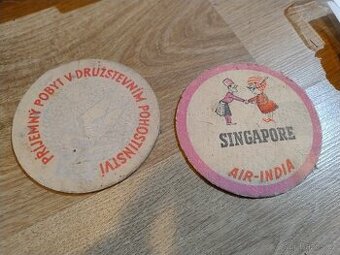 PŘÍJEMNÝ POBYT V DRUŽSTEVNÍM POHOSTINSTVÍ
SINGAPORE
AIR-INDIA